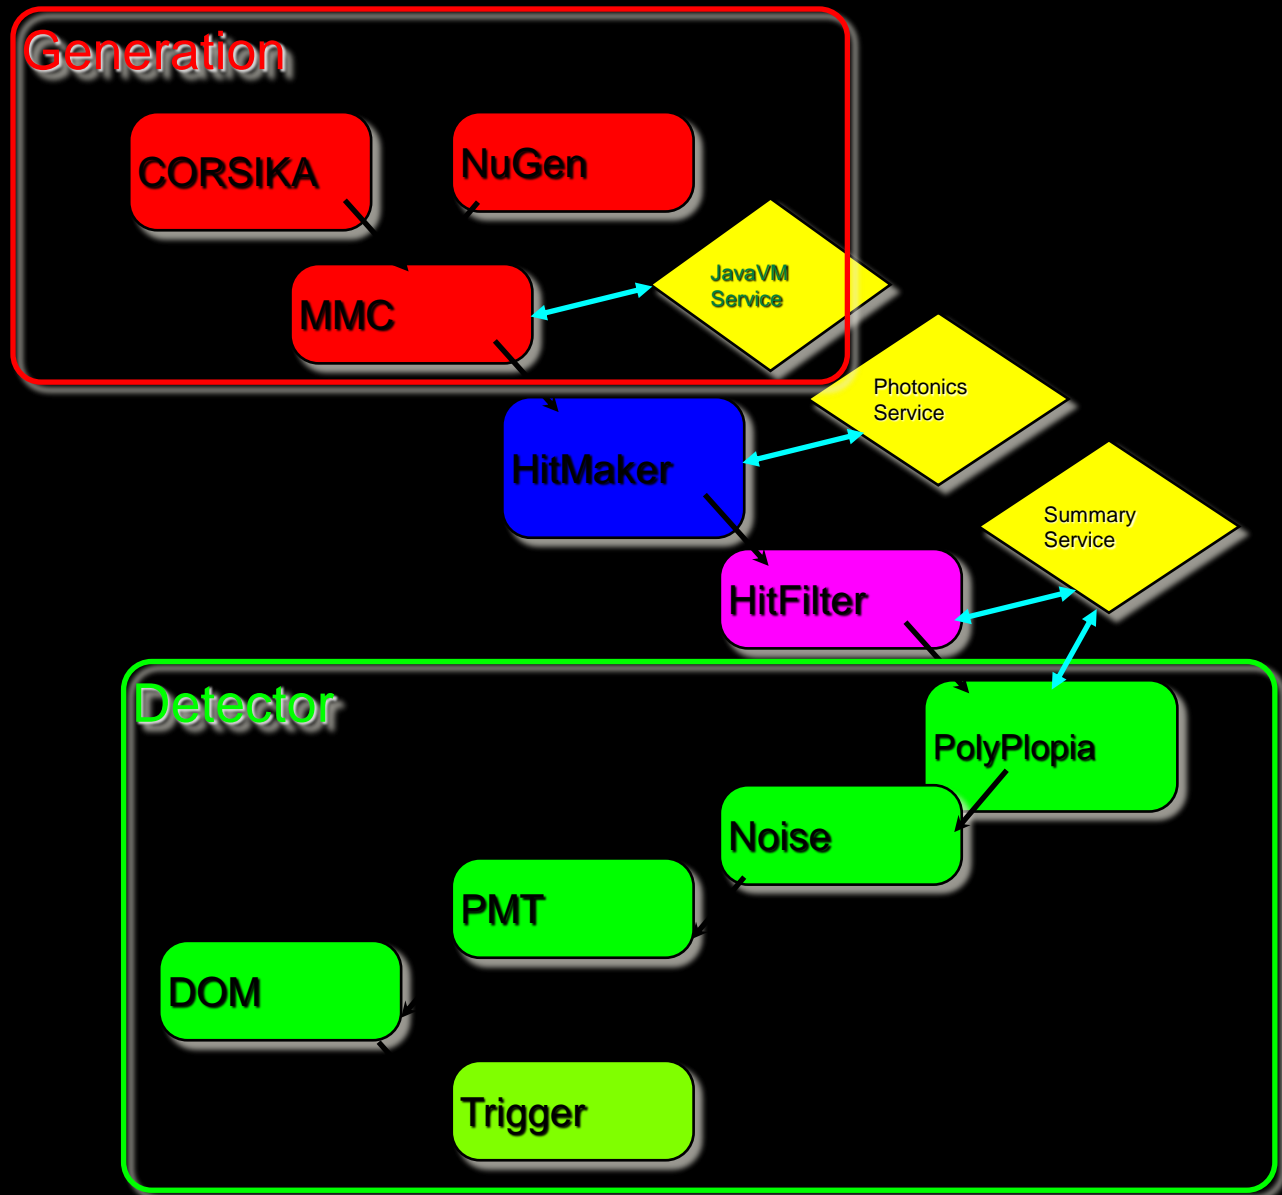 Generation
CORSIKA
NuGen
MMC
JavaVM
Service
Photonics
Service
HitMaker
Summary
Service
HitFilter
Detector
PolyPlopia
Noise
PMT
DOM
Trigger